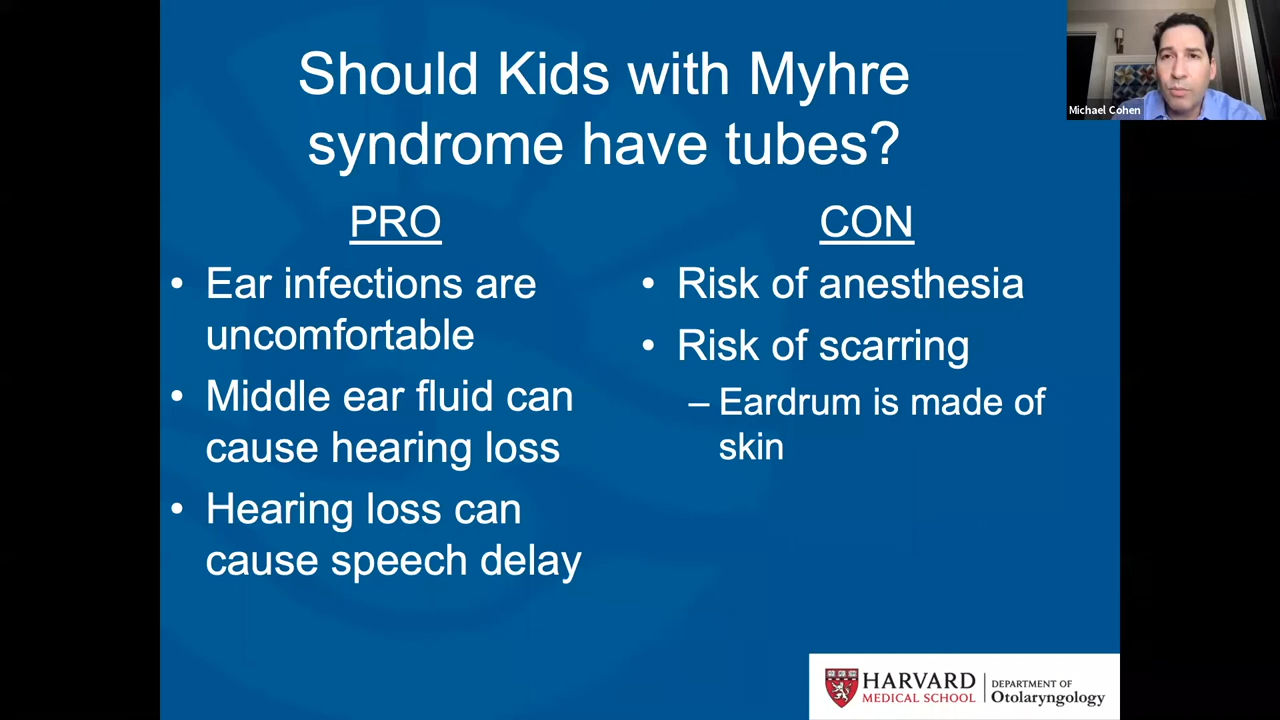 Should Kids with Myhre
syndrome have tubes?
PRO
• Ear infections are
uncomfortable
• Middle ear fluid can
cause hearing loss
• Hearing loss can
cause speech delay
CON
• Risk of anesthesia
• Risk of scarring
– Eardrum is made of
skin
Michael Cohen
HARVARD
MEDICAL SCHOOL
DEPARTMENT OF
Otolaryngology